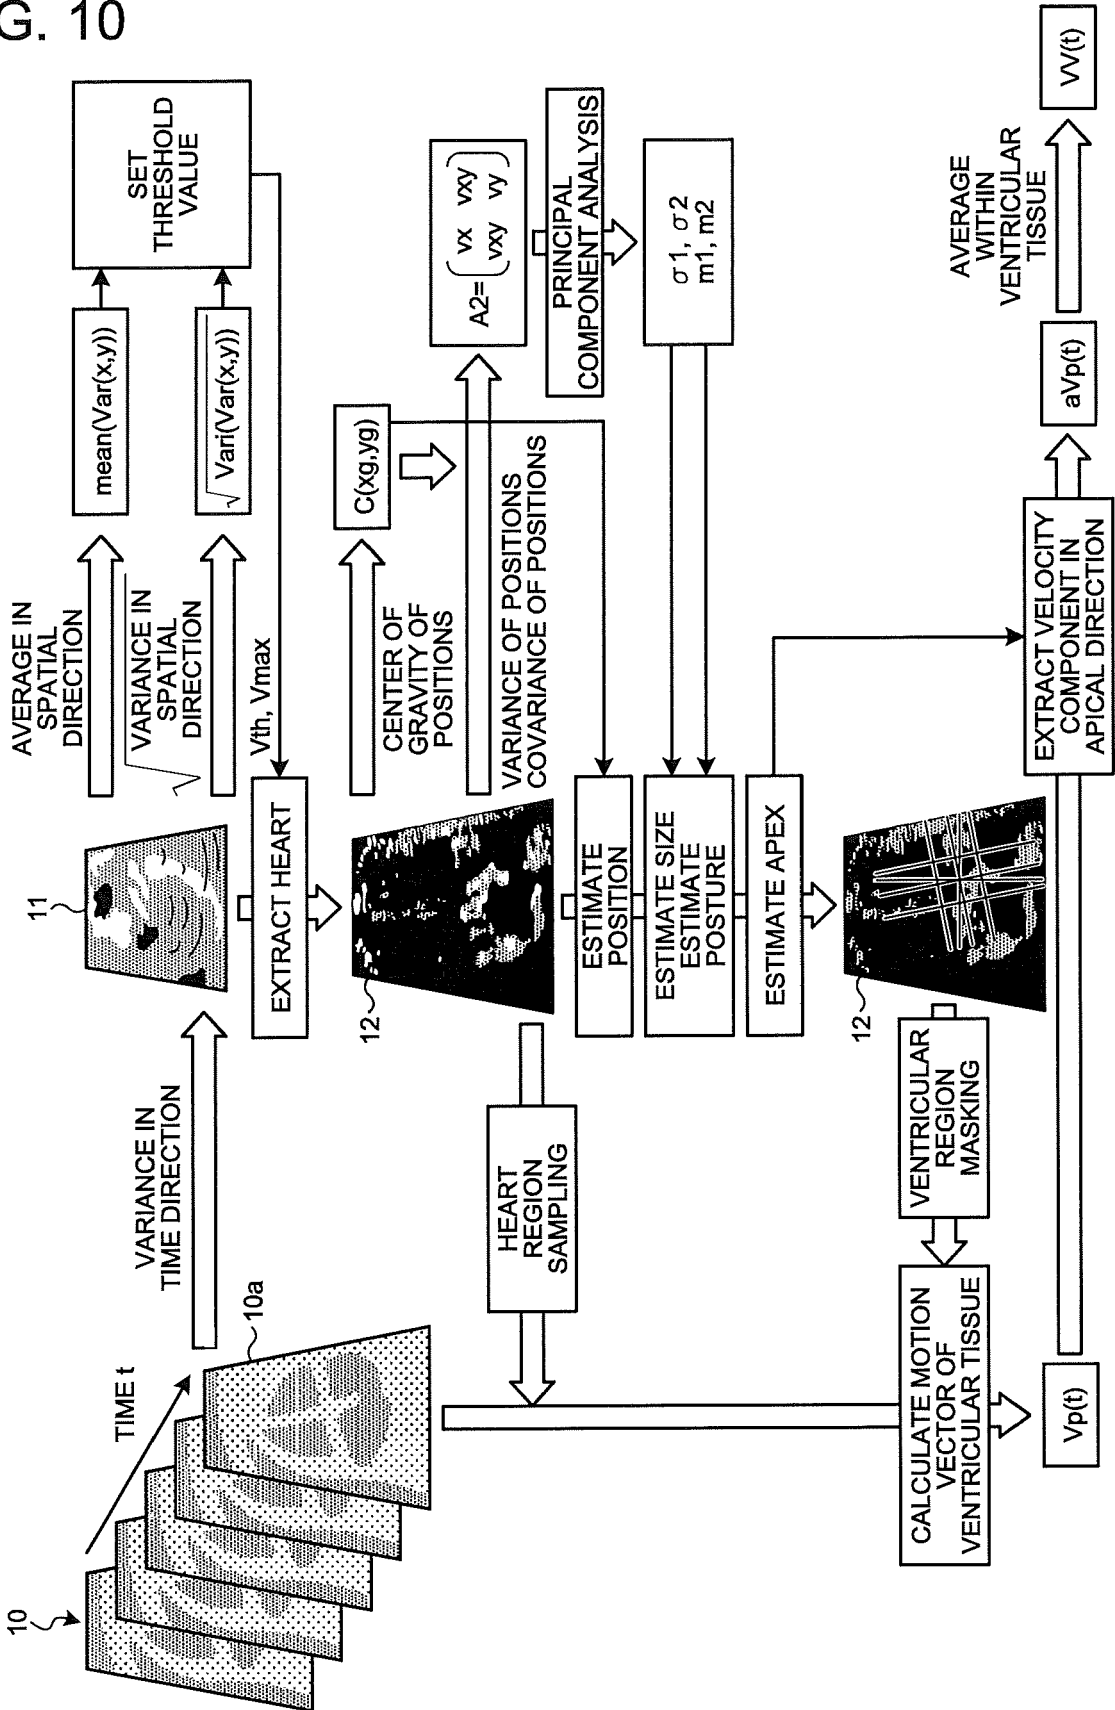 G. 10
10
TIME t
10a
VARIANCE IN
TIME DIRECTION
11
AVERAGE IN
SPATIAL
DIRECTION
VARIANCE IN
SPATIAL
DIRECTION
mean(Var(x,y))
√Vari(Var(x,y))
SET
THRESHOLD
VALUE
Vth, Vmax
EXTRACT HEART
12
CENTER OF
GRAVITY OF
POSITIONS
C(xg,yg)
VARIANCE OF POSITIONS
COVARIANCE OF POSITIONS
A2= ( vx vxy
vxy vy )
PRINCIPAL
COMPONENT ANALYSIS
σ1, σ2
m1, m2
HEART
REGION
SAMPLING
ESTIMATE
POSITION
ESTIMATE SIZE
ESTIMATE
POSTURE
ESTIMATE APEX
12
VENTRICULAR
REGION
MASKING
CALCULATE MOTION
VECTOR OF
VENTRICULAR TISSUE
Vp(t)
EXTRACT VELOCITY
COMPONENT IN
APICAL DIRECTION
aVp(t)
AVERAGE
WITHIN
VENTRICULAR
TISSUE
VV(t)